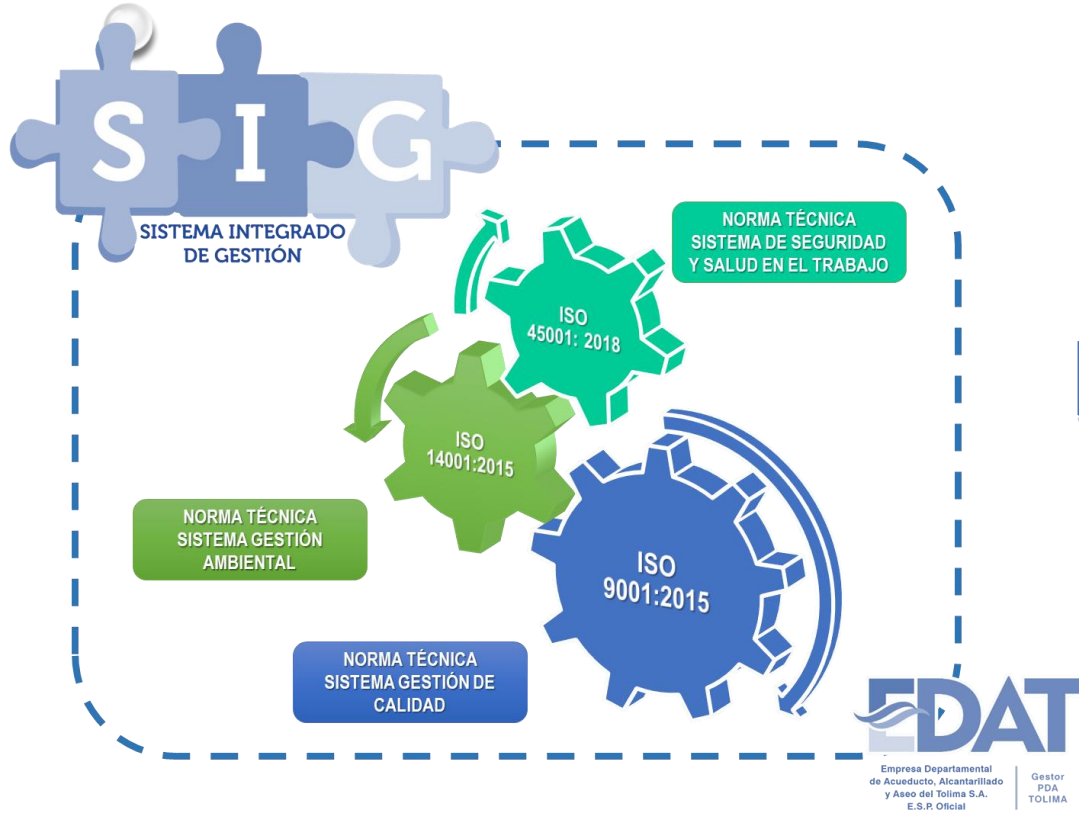 SIG
SISTEMA INTEGRADO
DE GESTIÓN
NORMA TÉCNICA
SISTEMA DE SEGURIDAD
Y SALUD EN EL TRABAJO
ISO
45001: 2018
ISO
14001:2015
NORMA TÉCNICA
SISTEMA GESTIÓN
AMBIENTAL
ISO
9001:2015
NORMA TÉCNICA
SISTEMA GESTIÓN DE
CALIDAD
EDAT
Empresa Departamental
de Acueducto, Alcantarillado
y Aseo del Tolima S.A.
E.S.P. Oficial
Gestor
PDA
TOLIMA